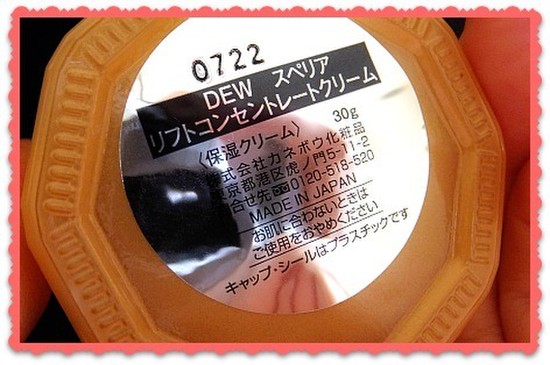 0722
DEW スペリア
リフトコンセントレートクリーム
30g
〈保湿クリーム〉
式会社カネボウ化粧品
京都港区虎ノ門5-11-2
合せ先 0120-518-520
MADE IN JAPAN
お肌に合わないときは
ご使用をおやめください
キャップ・シールはプラスチックです